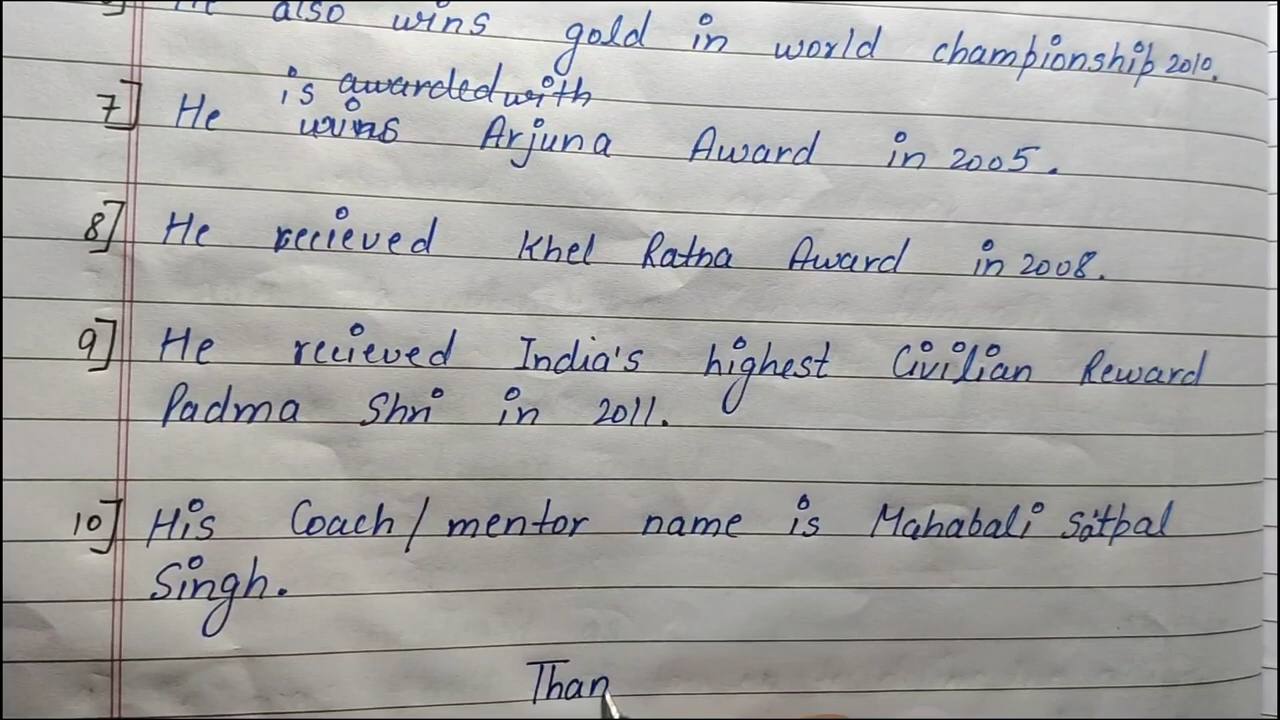 He also wins gold in world championship 2010.
is awarded with
7] He wins Arjuna Award in 2005.
8] He recieved Khel Ratna Award in 2008.
9] He recieved India's highest Civilian Reward
Padma Shri in 2011.
10] His Coach/mentor name is Mahabali Satpal
Singh.
Than